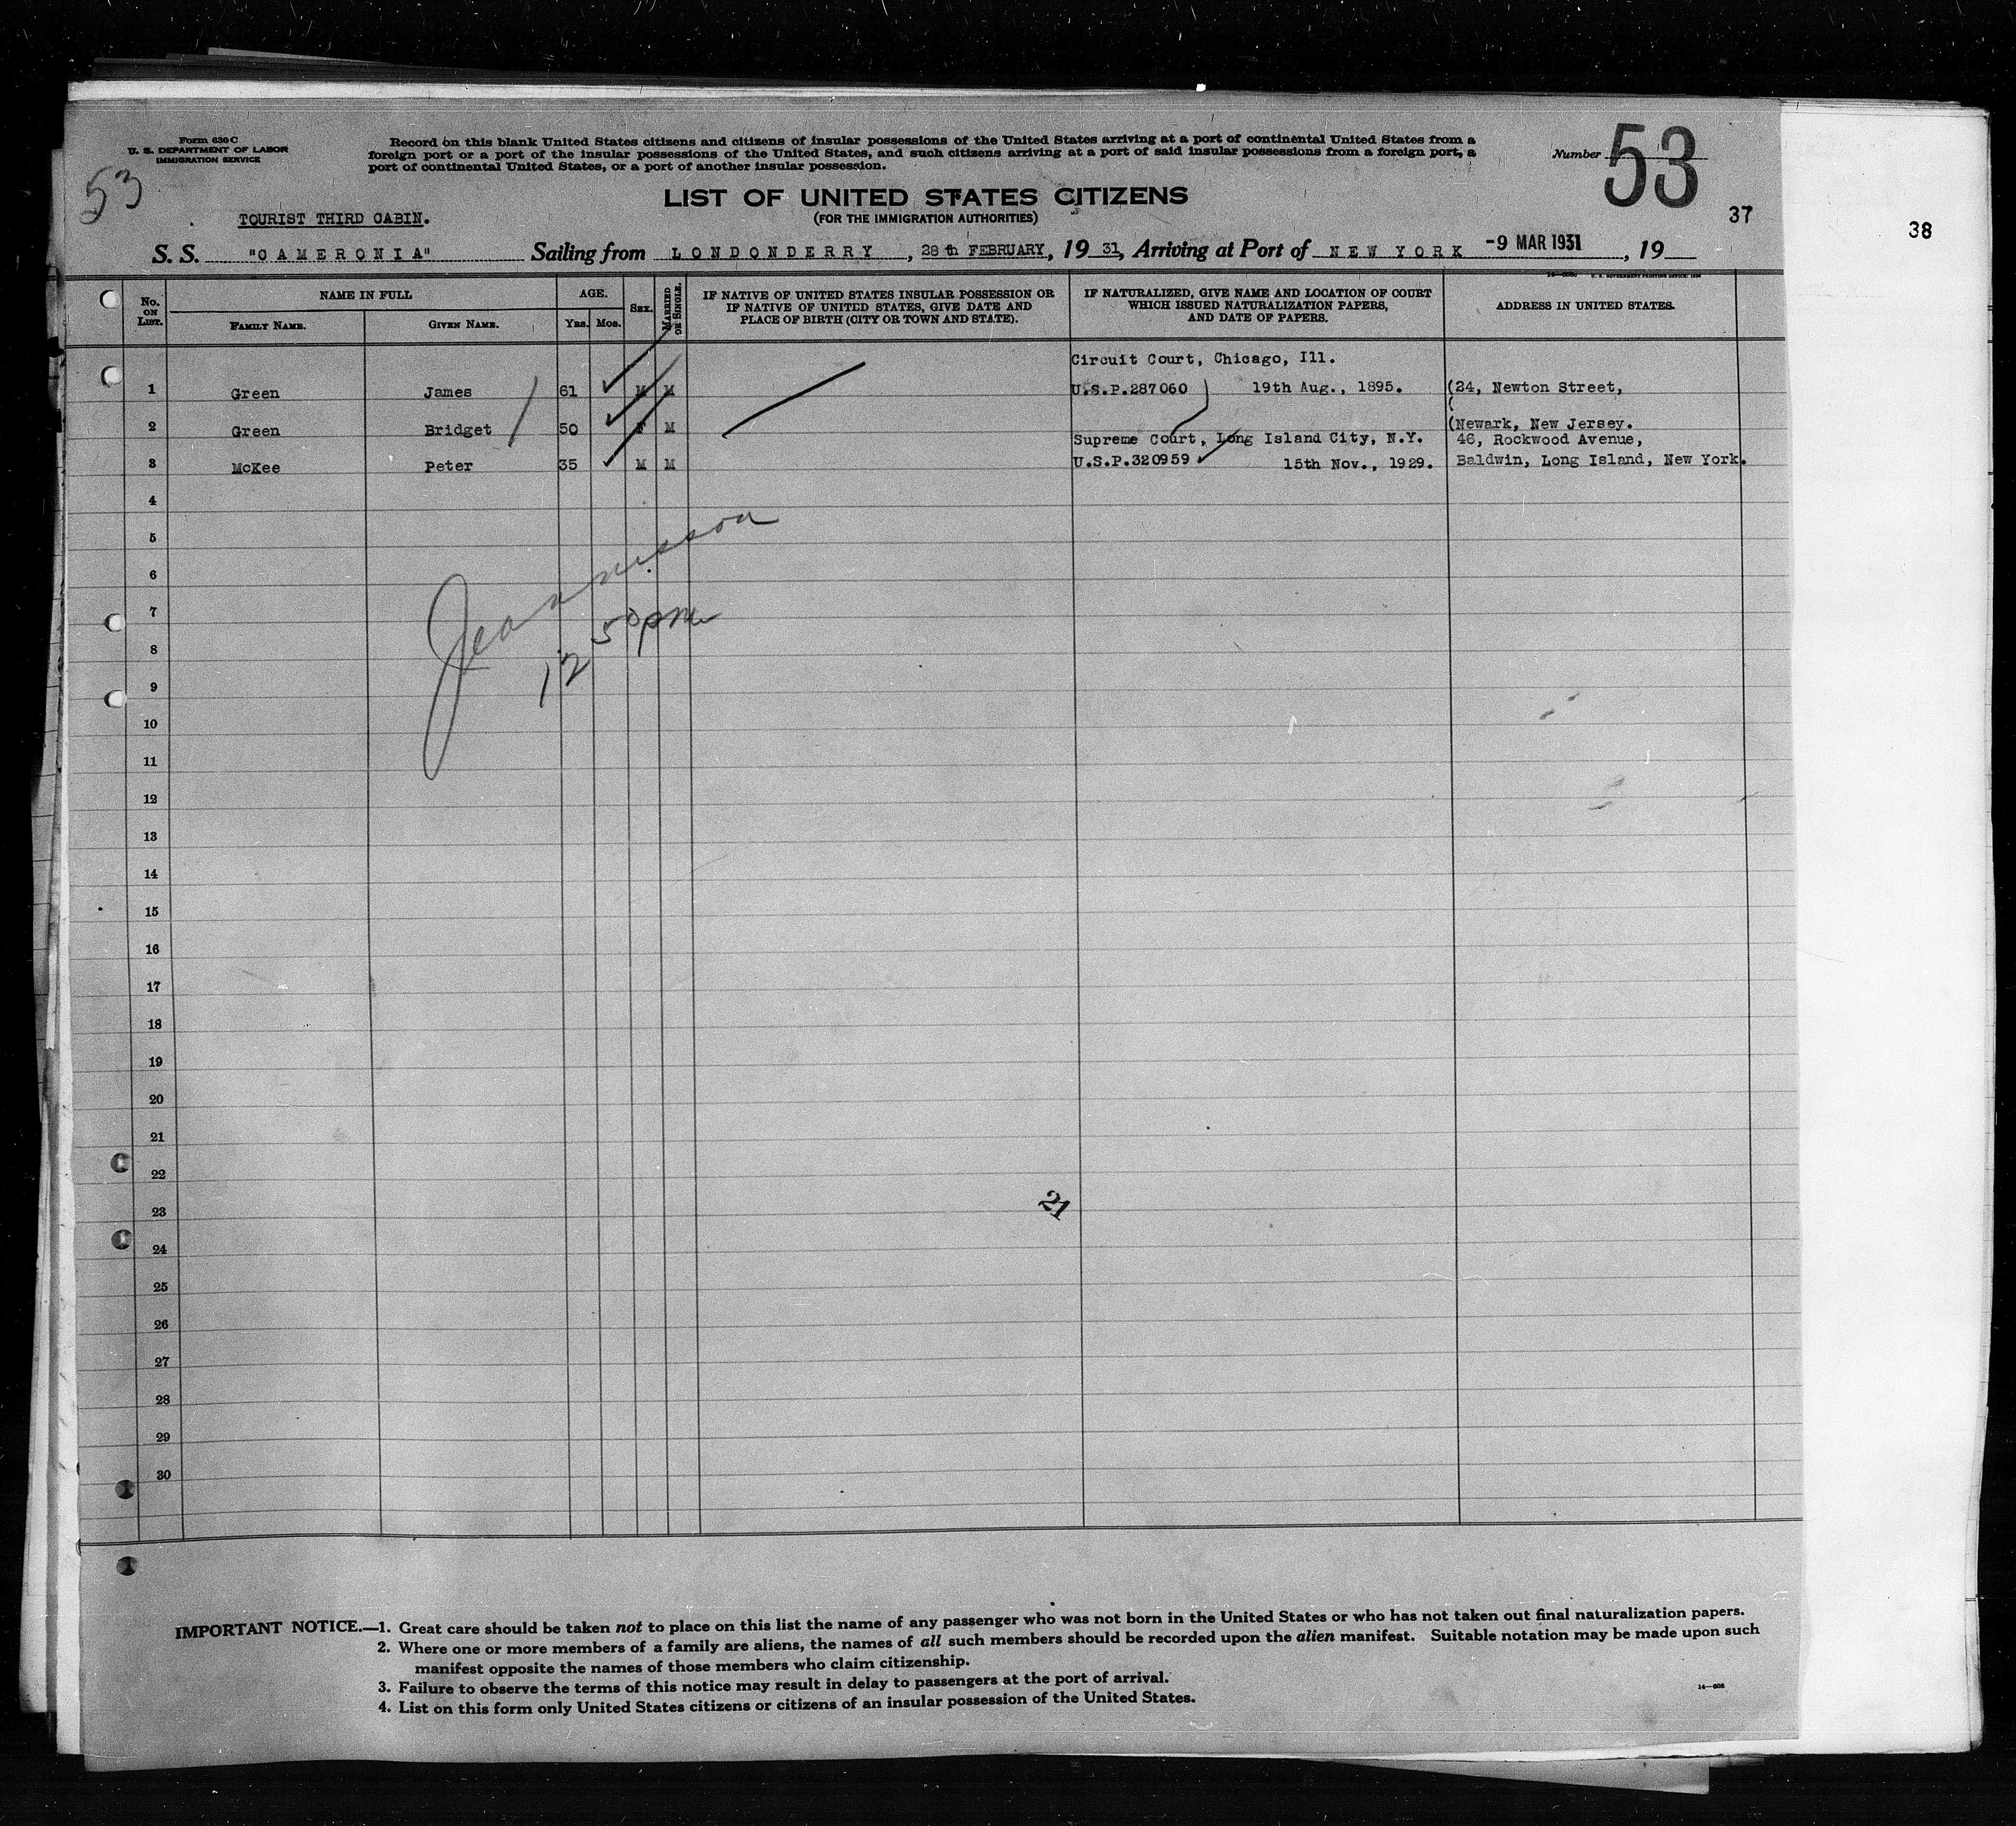 Form 630 C
U. S. DEPARTMENT OF LABOR
IMMIGRATION SERVICE
53
Record on this blank United States citizens and citizens of insular possessions of the United States arriving at a port of continental United States from a
foreign port or a port of the insular possessions of the United States, and such citizens arriving at a port of said insular possessions from a foreign port, a
port of continental United States, or a port of another insular possession.
Number 53
37
38
LIST OF UNITED STATES CITIZENS
(FOR THE IMMIGRATION AUTHORITIES)
TOURIST THIRD CABIN.
S. S. "CAMERONIA" Sailing from LONDONDERRY, 28th FEBRUARY, 19 31, Arriving at Port of NEW YORK -9 MAR 1931, 19
No. ON LIST.
NAME IN FULL
FAMILY NAME.
GIVEN NAME.
AGE.
YRS. MOS.
SEX.
MARRIED OR SINGLE.
IF NATIVE OF UNITED STATES INSULAR POSSESSION OR
IF NATIVE OF UNITED STATES, GIVE DATE AND
PLACE OF BIRTH (CITY OR TOWN AND STATE).
IF NATURALIZED, GIVE NAME AND LOCATION OF COURT
WHICH ISSUED NATURALIZATION PAPERS,
AND DATE OF PAPERS.
ADDRESS IN UNITED STATES.
Circuit Court, Chicago, Ill.
1 Green James 61 M M U.S.P.287060 ) 19th Aug., 1895. (24, Newton Street,
(
2 Green Bridget 50 F M (Newark, New Jersey.
Supreme Court, Long Island City, N.Y. 46, Rockwood Avenue,
3 McKee Peter 35 M M U.S.P.320959 15th Nov., 1929. Baldwin, Long Island, New York.
4
5
6
7
8
12 50 pm
9
10
11
12
13
14
15
16
17
18
19
20
21
22
23
21
24
25
26
27
28
29
30
IMPORTANT NOTICE.—1. Great care should be taken not to place on this list the name of any passenger who was not born in the United States or who has not taken out final naturalization papers.
2. Where one or more members of a family are aliens, the names of all such members should be recorded upon the alien manifest. Suitable notation may be made upon such
manifest opposite the names of those members who claim citizenship.
3. Failure to observe the terms of this notice may result in delay to passengers at the port of arrival.
4. List on this form only United States citizens or citizens of an insular possession of the United States.